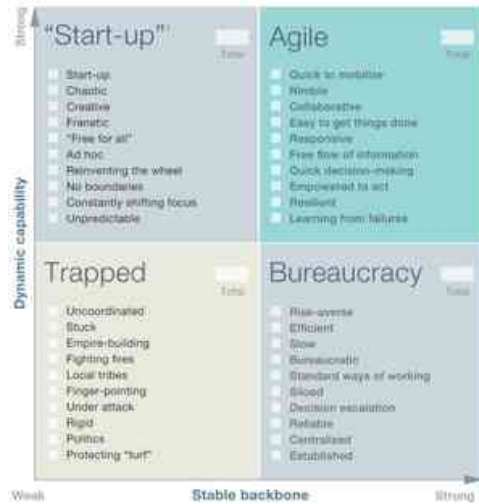 Strong
"Start-up"¹
Total
Start-up
Chaotic
Creative
Frenetic
"Free for all"
Ad hoc
Reinventing the wheel
No boundaries
Constantly shifting focus
Unpredictable
Agile
Total
Quick to mobilize
Nimble
Collaborative
Easy to get things done
Responsive
Free flow of information
Quick decision-making
Empowered to act
Resilient
Learning from failures
Dynamic capability
Trapped
Total
Uncoordinated
Stuck
Empire-building
Fighting fires
Local tribes
Finger-pointing
Under attack
Rigid
Politics
Protecting "turf"
Bureaucracy
Total
Risk-averse
Efficient
Slow
Bureaucratic
Standard ways of working
Siloed
Decision escalation
Reliable
Centralized
Established
Weak
Stable backbone
Strong